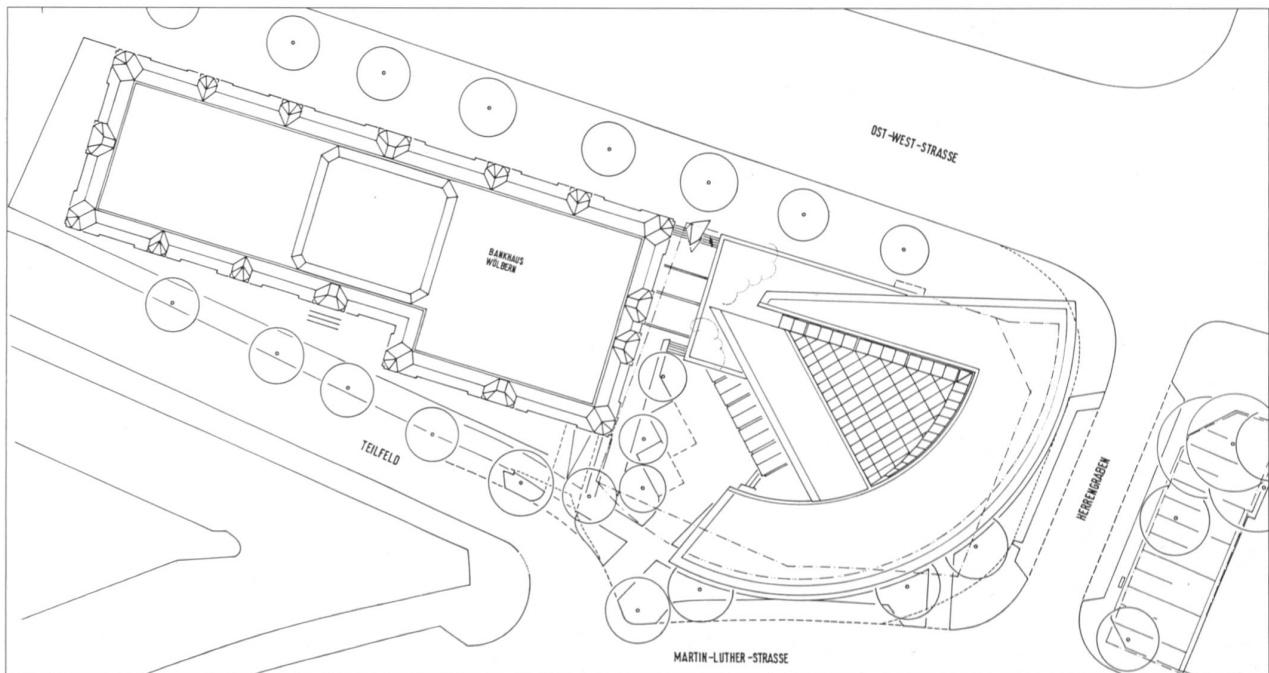 OST-WEST-STRASSE
BANKHAUS
WÖLBERN
TEILFELD
HERRENGRABEN
MARTIN-LUTHER-STRASSE